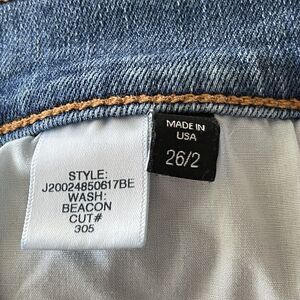 STYLE:
J20024850617BE
WASH:
BEACON
CUT#
305
MADE IN
USA
26/2